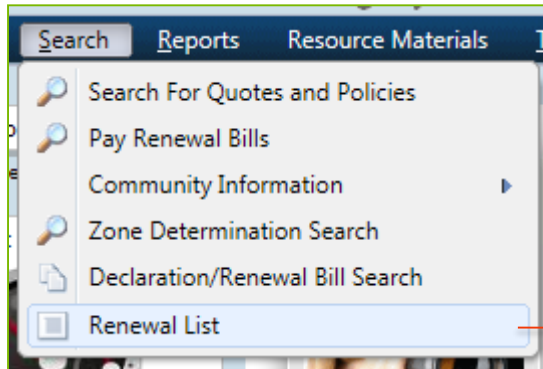 Search Reports Resource Materials
Search For Quotes and Policies
Pay Renewal Bills
Community Information
Zone Determination Search
Declaration/Renewal Bill Search
Renewal List